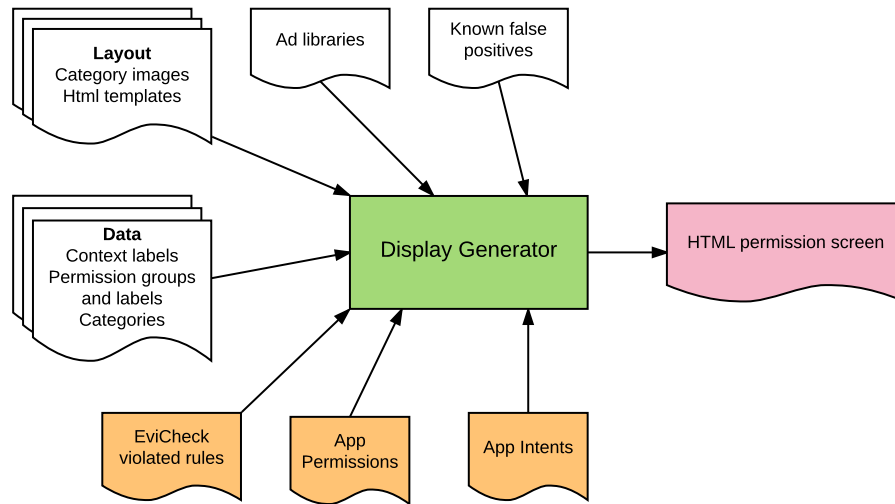 Layout
Category images
Html templates
Ad libraries
Known false
positives
Data
Context labels
Permission groups
and labels
Categories
Display Generator
HTML permission screen
EviCheck
violated rules
App
Permissions
App Intents